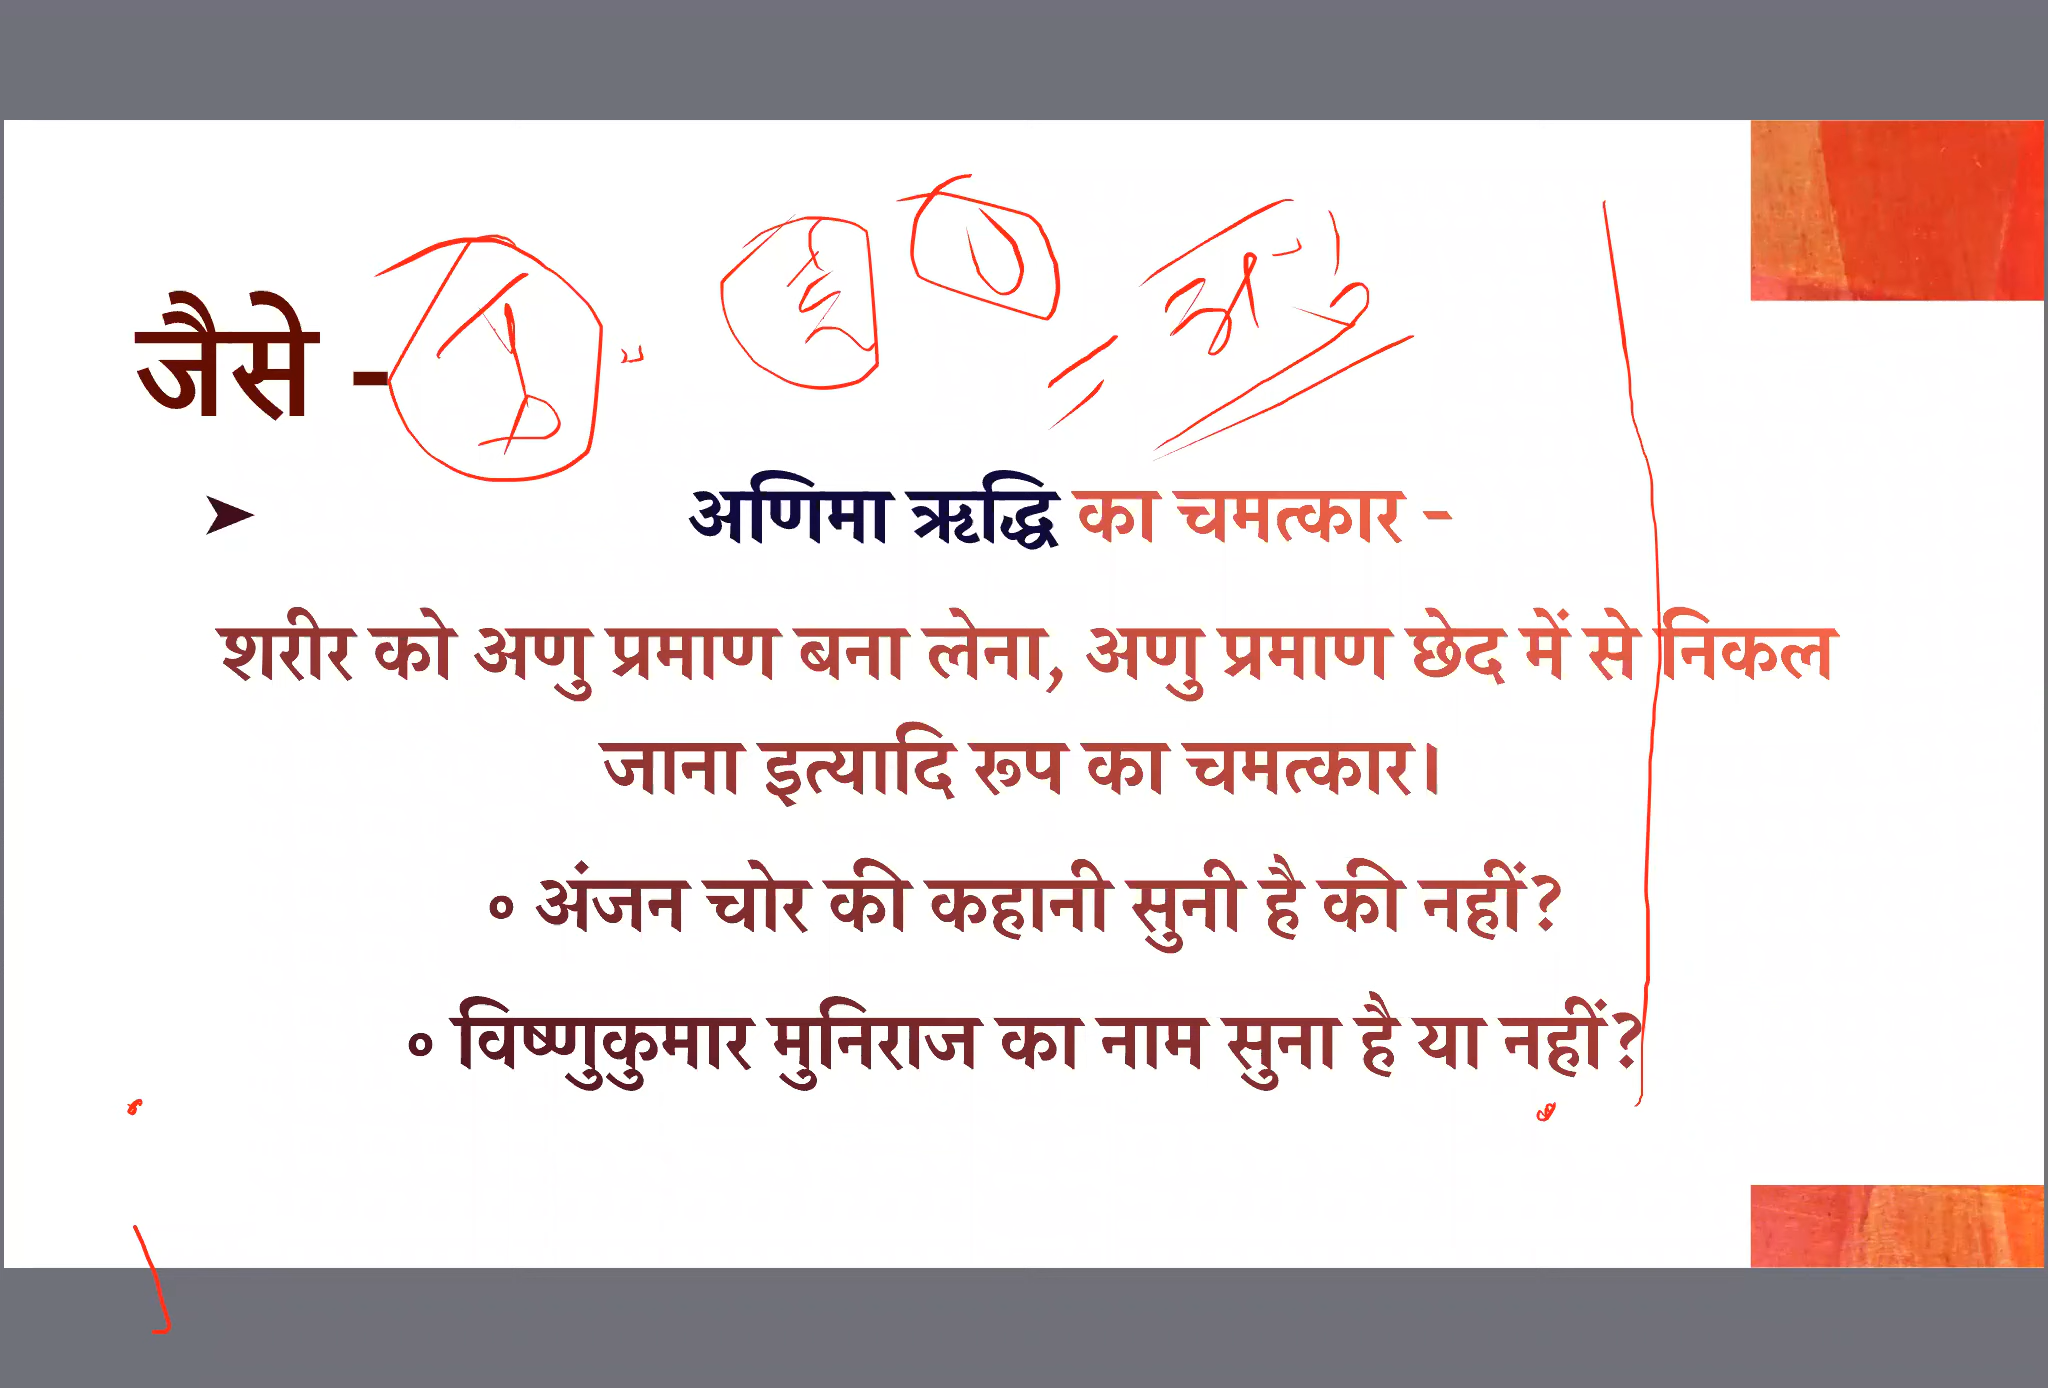 जैसे -
➤ अणिमा ऋद्धि का चमत्कार -
शरीर को अणु प्रमाण बना लेना, अणु प्रमाण छेद में से निकल
जाना इत्यादि रूप का चमत्कार।
• अंजन चोर की कहानी सुनी है की नहीं?
• विष्णुकुमार मुनिराज का नाम सुना है या नहीं?